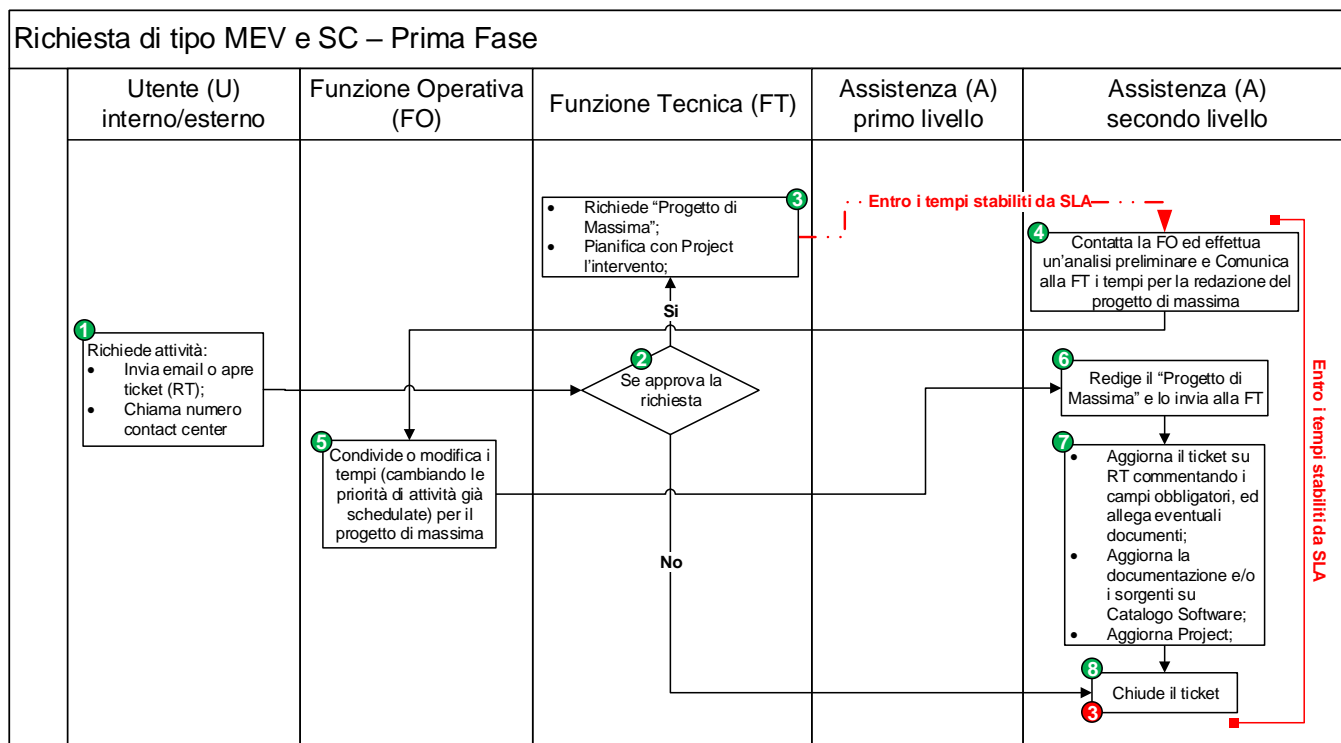 Richiesta di tipo MEV e SC – Prima Fase
Utente (U)
interno/esterno
Funzione Operativa
(FO)
Funzione Tecnica (FT)
Assistenza (A)
primo livello
Assistenza (A)
secondo livello
3
• Richiede “Progetto di
Massima”;
• Pianifica con Project
l’intervento;
Entro i tempi stabiliti da SLA
4
Contatta la FO ed effettua
un’analisi preliminare e Comunica
alla FT i tempi per la redazione del
progetto di massima
Si
1
Richiede attività:
• Invia email o apre
ticket (RT);
• Chiama numero
contact center
2
Se approva la
richiesta
6
Redige il “Progetto di
Massima” e lo invia alla FT
Entro i tempi stabiliti da SLA
5
Condivide o modifica i
tempi (cambiando le
priorità di attività già
schedulate) per il
progetto di massima
7
• Aggiorna il ticket su
RT commentando i
campi obbligatori, ed
allega eventuali
documenti;
• Aggiorna la
documentazione e/o
i sorgenti su
Catalogo Software;
• Aggiorna Project;
No
8
Chiude il ticket
3